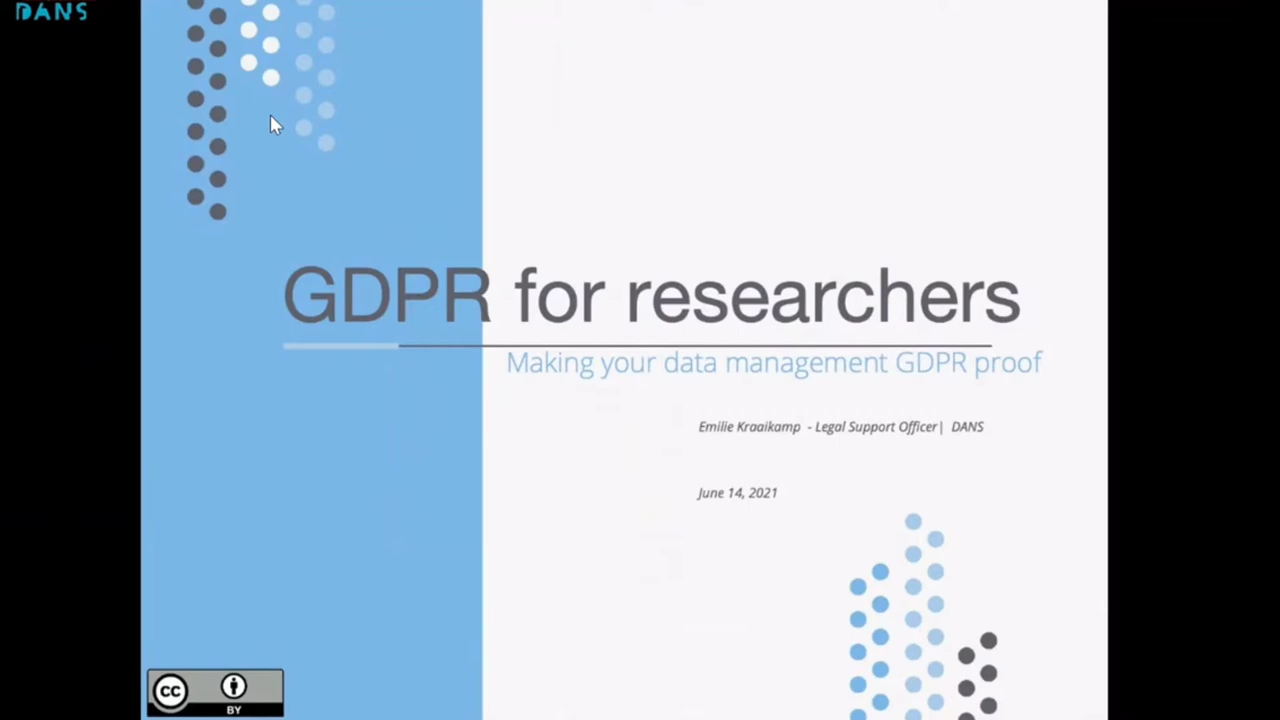 DANS
GDPR for researchers
Making your data management GDPR proof
Emilie Kraaikamp - Legal Support Officer| DANS
June 14, 2021
cc
BY